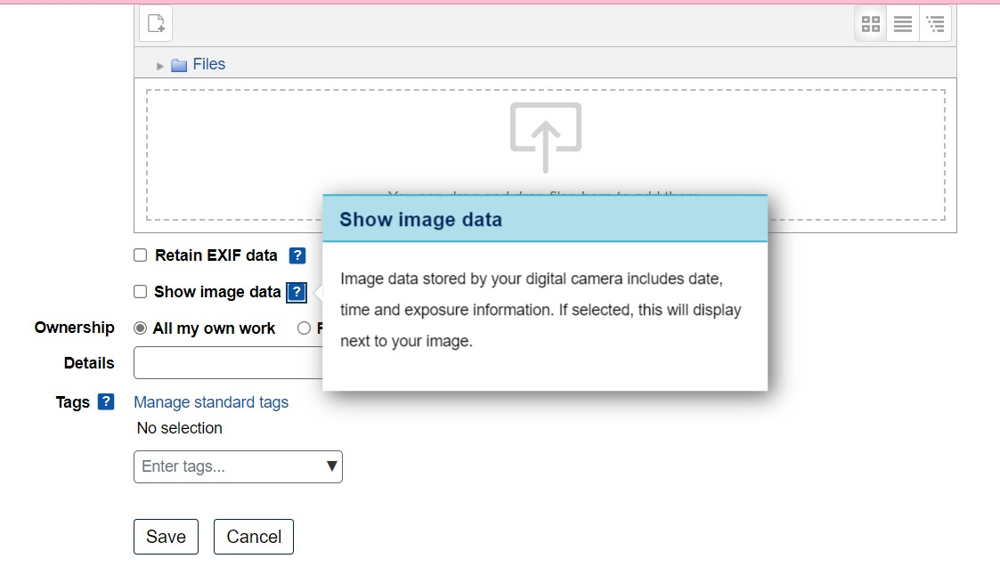 Files
Show image data
Image data stored by your digital camera includes date,
time and exposure information. If selected, this will display
next to your image.
Retain EXIF data ?
Show image data ?
Ownership All my own work
Details
Tags ? Manage standard tags
No selection
Enter tags...
Save Cancel